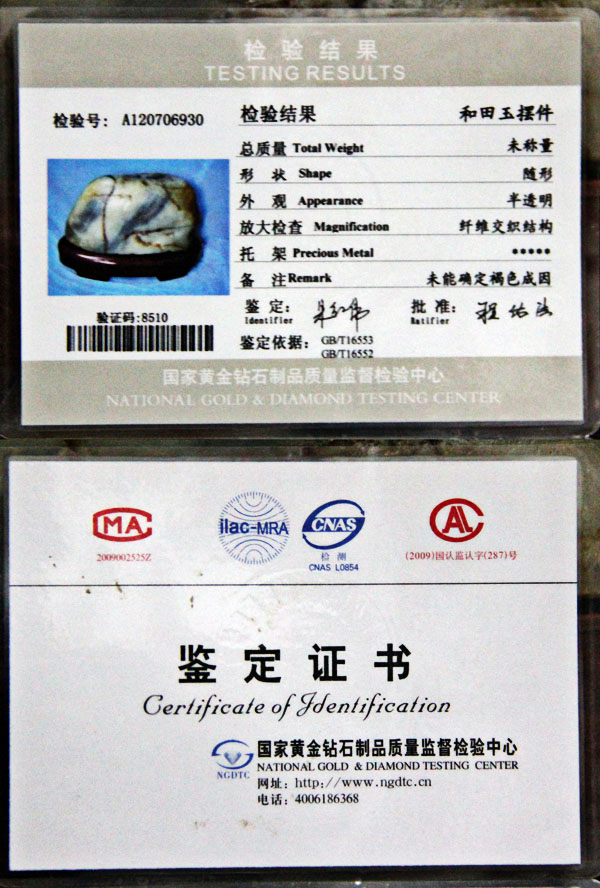 检验结果
TESTING RESULTS
检验号: A120706930
检验结果 和田玉摆件
总质量 Total Weight 未称量
形 状 Shape 随形
外 观 Appearance 半透明
放大检查 Magnification 纤维交织结构
托 架 Precious Metal *****
备 注 Remark 未能确定褐色成因
验证码:8510
鉴 定: 批 准:
Identifier Ratifier
鉴定依据: GB/T16553
GB/T16552
国家黄金钻石制品质量监督检验中心
NATIONAL GOLD & DIAMOND TESTING CENTER
MA
2009002525Z
ilac-MRA
CNAS
检 测
CNAS L0854
CAL
(2009)国认监认字(287)号
鉴定证书
Certificate of Identification
NGDTC
国家黄金钻石制品质量监督检验中心
NATIONAL GOLD & DIAMOND TESTING CENTER
网址: http://www.ngdtc.cn
电话: 4006186368